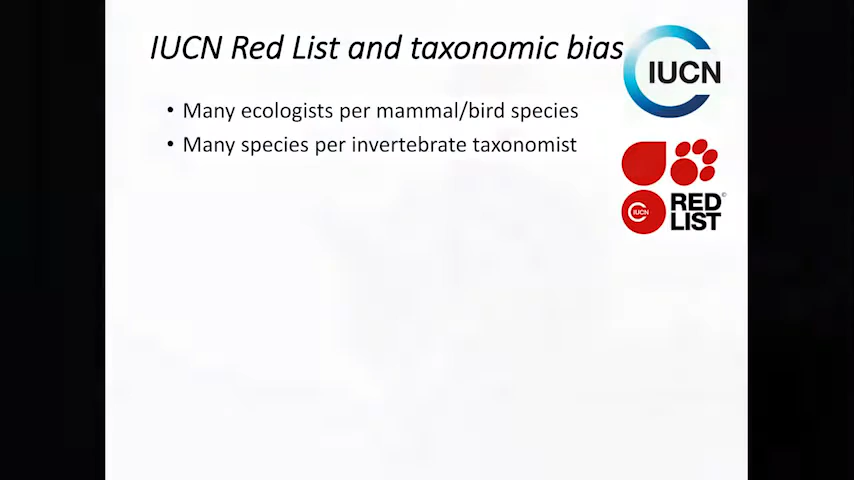 IUCN Red List and taxonomic bias
IUCN
• Many ecologists per mammal/bird species
• Many species per invertebrate taxonomist
IUCN
RED
LIST